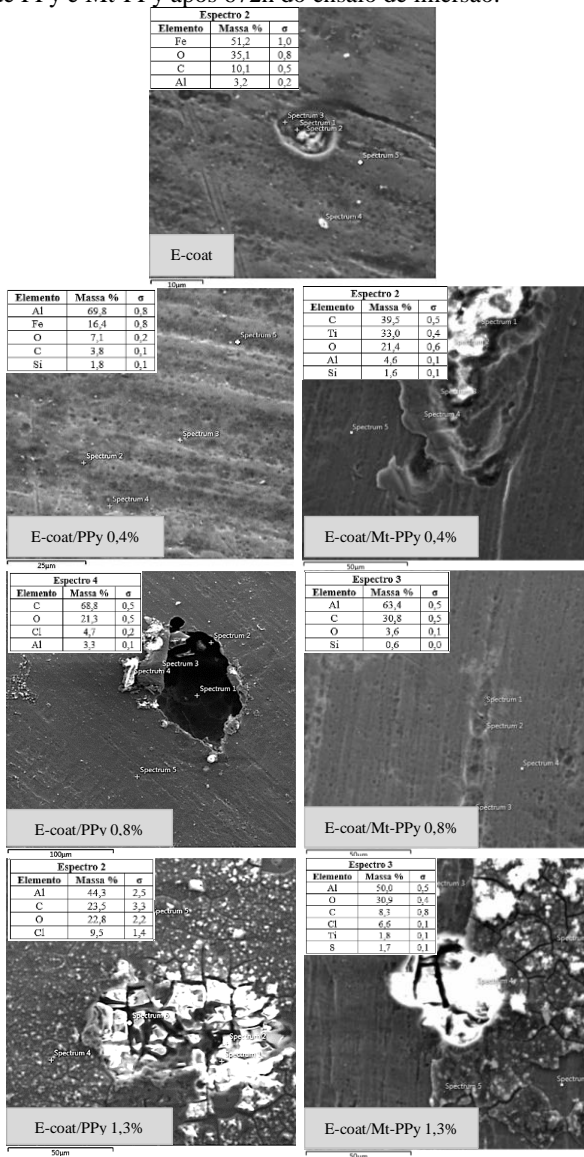 de PPy e Mt-PPy após 672h do ensaio de imersão.
Espectro 2
Elemento Massa % σ
Fe 51,2 1,0
O 35,1 0,8
C 10,1 0,5
Al 3,2 0,2
Spectrum 3
Spectrum 1
Spectrum 2
Spectrum 5
Spectrum 4
E-coat
10µm
Elemento Massa % σ
Al 69,8 0,8
Fe 16,4 0,8
O 7,1 0,2
C 3,8 0,1
Si 1,8 0,1
Spectrum 5
Spectrum 3
Spectrum 2
Spectrum 4
E-coat/PPy 0,4%
25µm
Espectro 2
Elemento Massa % σ
C 39,5 0,5
Ti 33,0 0,4
O 21,4 0,6
Al 4,6 0,1
Si 1,6 0,1
Spectrum 1
Spectrum 4
Spectrum 5
E-coat/Mt-PPy 0,4%
50µm
Espectro 4
Elemento Massa % σ
C 68,8 0,5
O 21,3 0,5
Cl 4,7 0,2
Al 3,3 0,1
Spectrum 2
Spectrum 3
Spectrum 4
Spectrum 1
Spectrum 5
E-coat/PPy 0,8%
100µm
Espectro 3
Elemento Massa % σ
Al 63,4 0,5
C 30,8 0,5
O 3,6 0,1
Si 0,6 0,0
Spectrum 1
Spectrum 2
Spectrum 4
Spectrum 3
E-coat/Mt-PPy 0,8%
50µm
Espectro 2
Elemento Massa % σ
Al 44,3 2,5
C 23,5 3,3
O 22,8 2,2
Cl 9,5 1,4
Spectrum 4
E-coat/PPy 1,3%
50µm
Espectro 3
Elemento Massa % σ
Al 50,0 0,5
O 30,9 0,4
C 8,3 0,8
Cl 6,6 0,1
Ti 1,8 0,1
S 1,7 0,1
Spectrum 5
E-coat/Mt-PPy 1,3%
50µm